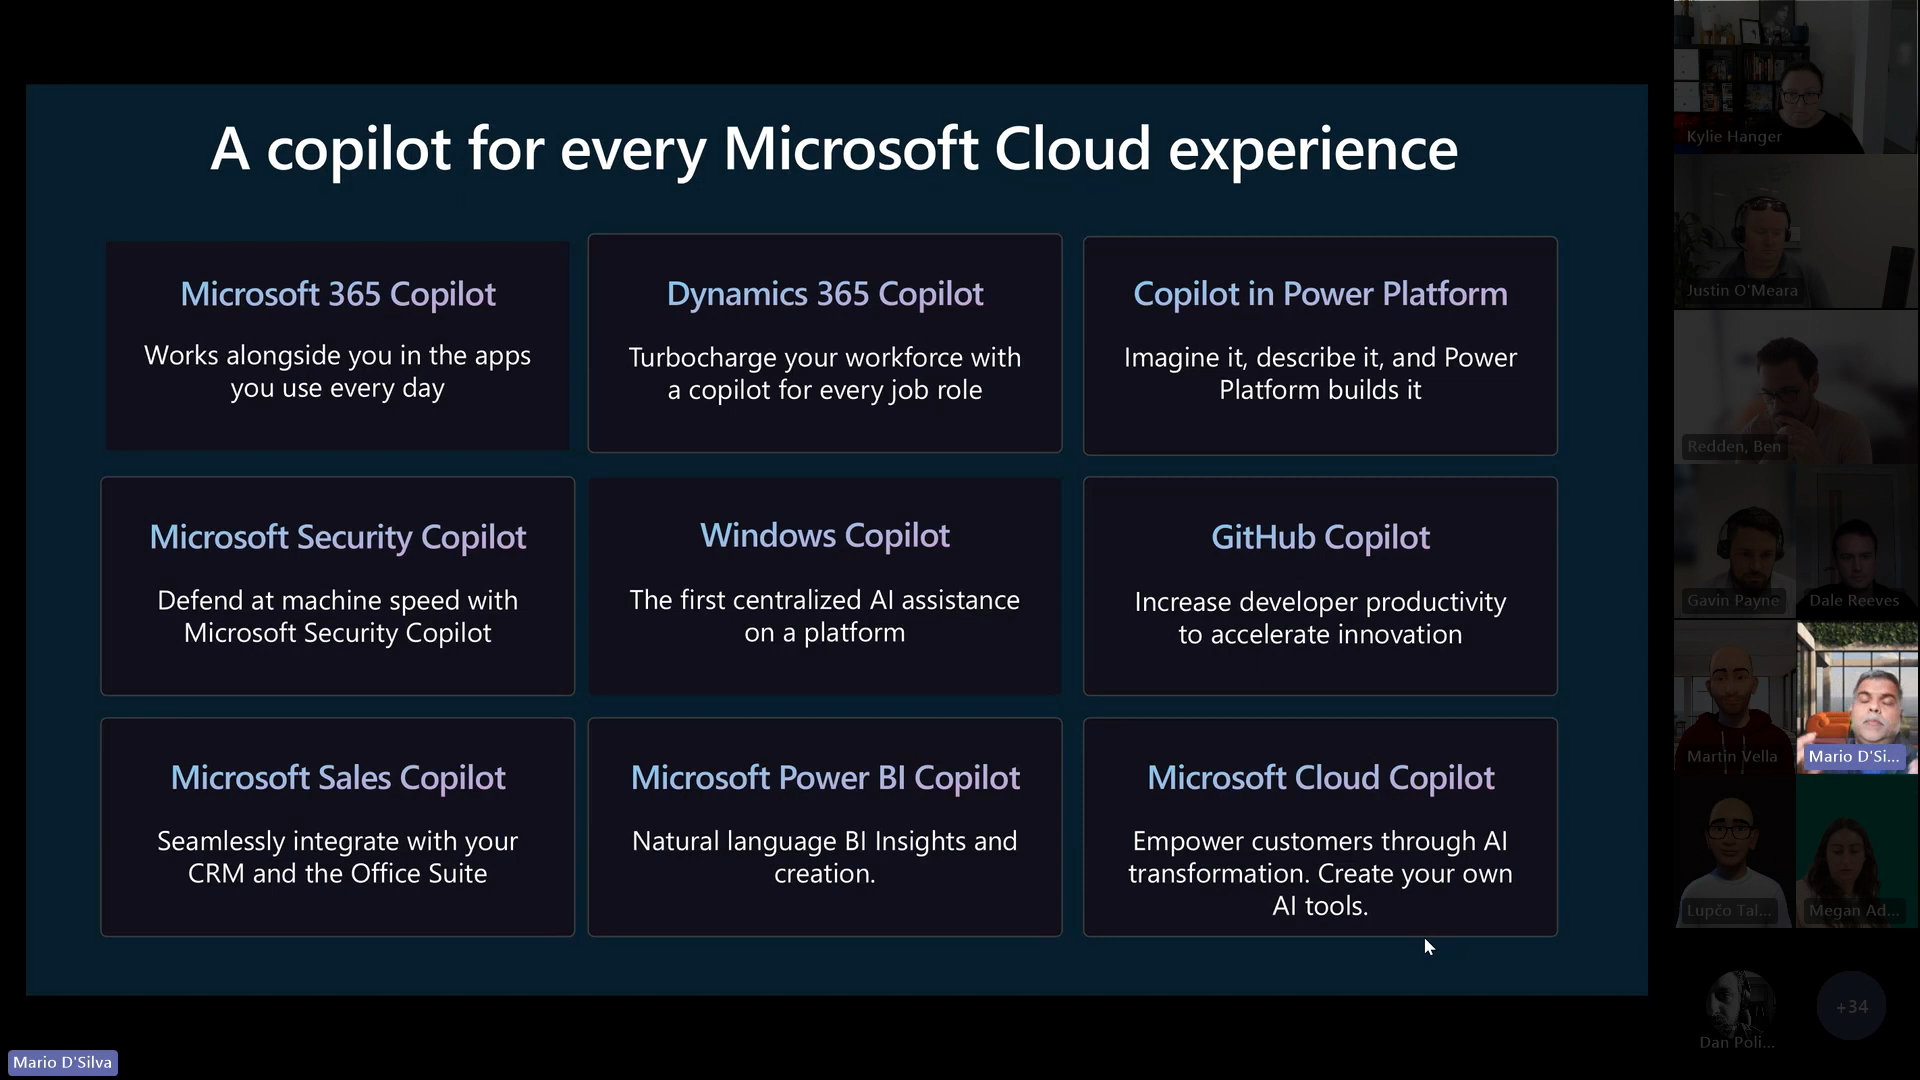 A copilot for every Microsoft Cloud experience
Microsoft 365 Copilot
Works alongside you in the apps
you use every day
Dynamics 365 Copilot
Turbocharge your workforce with
a copilot for every job role
Copilot in Power Platform
Imagine it, describe it, and Power
Platform builds it
Microsoft Security Copilot
Defend at machine speed with
Microsoft Security Copilot
Windows Copilot
The first centralized AI assistance
on a platform
GitHub Copilot
Increase developer productivity
to accelerate innovation
Microsoft Sales Copilot
Seamlessly integrate with your
CRM and the Office Suite
Microsoft Power BI Copilot
Natural language BI Insights and
creation.
Microsoft Cloud Copilot
Empower customers through AI
transformation. Create your own
AI tools.
Kylie Hanger
Justin O'Meara
Redden, Ben
Gavin Payne
Dale Reeves
Martin Vella
Mario D'Si...
Lupčo Tal...
Megan Ad...
Dan Poli...
+34
Mario D'Silva